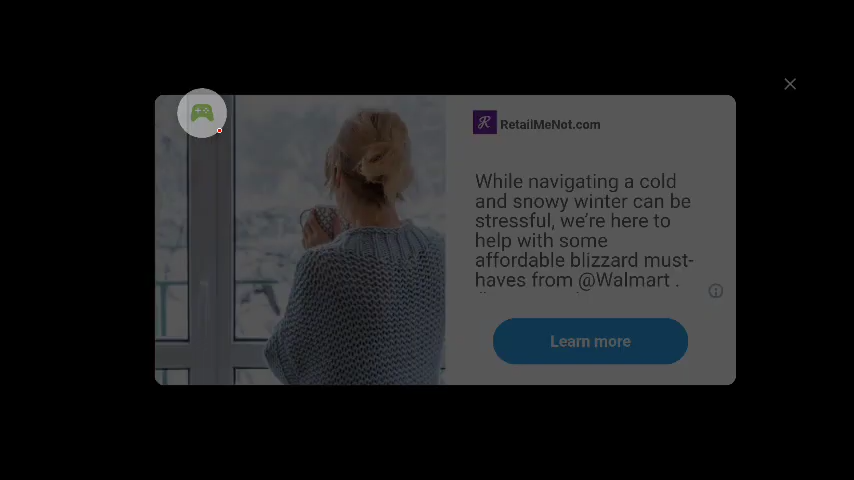 RetailMeNot.com
While navigating a cold
and snowy winter can be
stressful, we're here to
help with some
affordable blizzard must-
haves from @Walmart .
Learn more